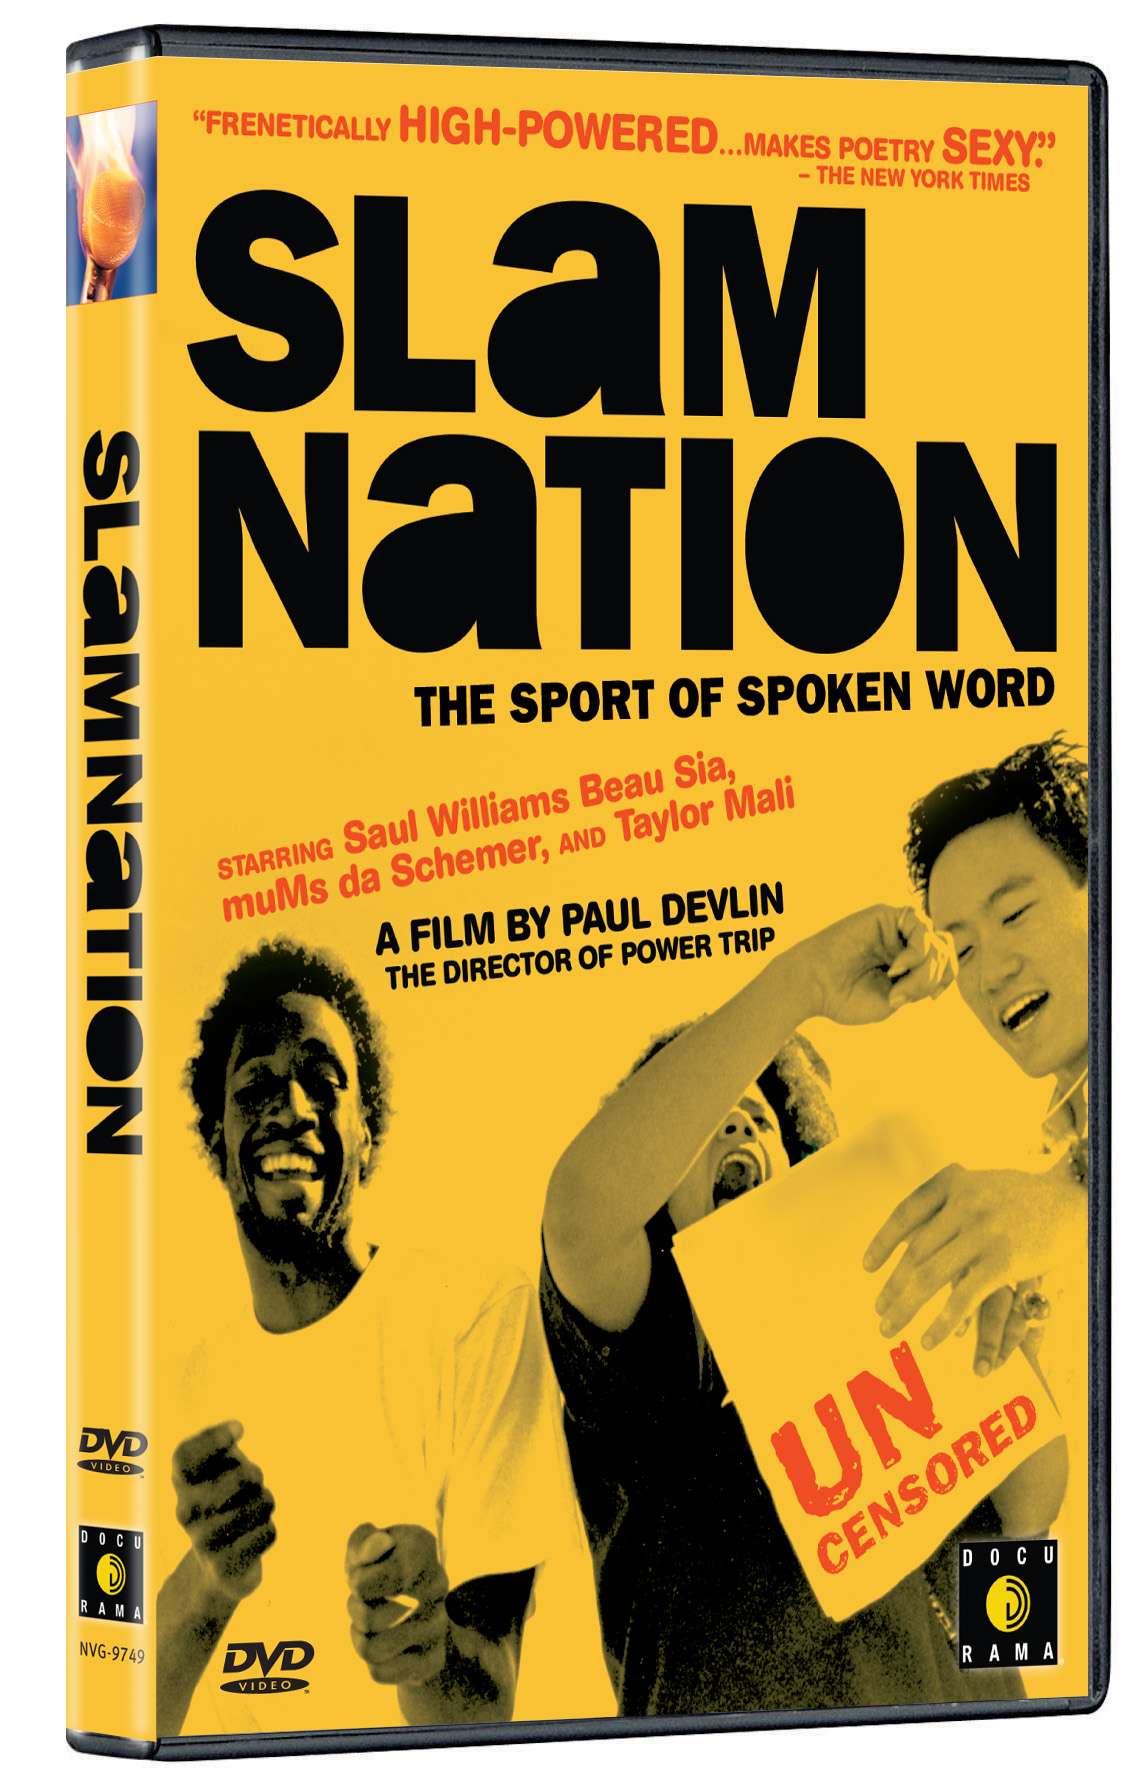 “FRENETICALLY HIGH-POWERED...MAKES POETRY SEXY.”
– THE NEW YORK TIMES
SLaM
NaTION
THE SPORT OF SPOKEN WORD
STARRING Saul Williams Beau Sia,
muMs da Schemer, AND Taylor Mali
A FILM BY PAUL DEVLIN
THE DIRECTOR OF POWER TRIP
UN
CENSORED
DVD
VIDEO™
DOCU
RAMA
SLaMNaTION
DVD
VIDEO™
DOCU
RAMA
NVG-9749